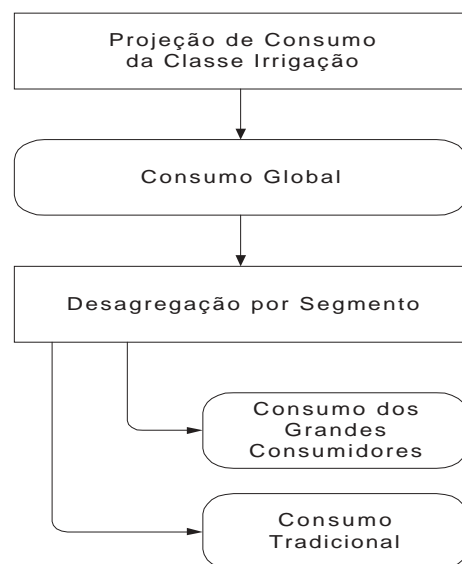 Projeção de Consumo
da Classe Irrigação
Consumo Global
Desagregação por Segmento
Consumo dos
Grandes
Consumidores
Consumo
Tradicional